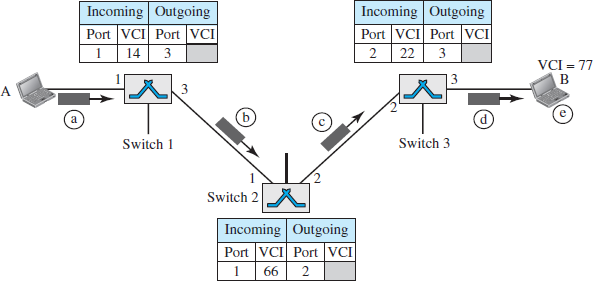 Incoming Outgoing
Port VCI Port VCI
1 14 3
Incoming Outgoing
Port VCI Port VCI
2 22 3
VCI = 77
A
1
3
3
B
a
b
c
2
d
e
Switch 1
Switch 3
1
2
Switch 2
Incoming Outgoing
Port VCI Port VCI
1 66 2